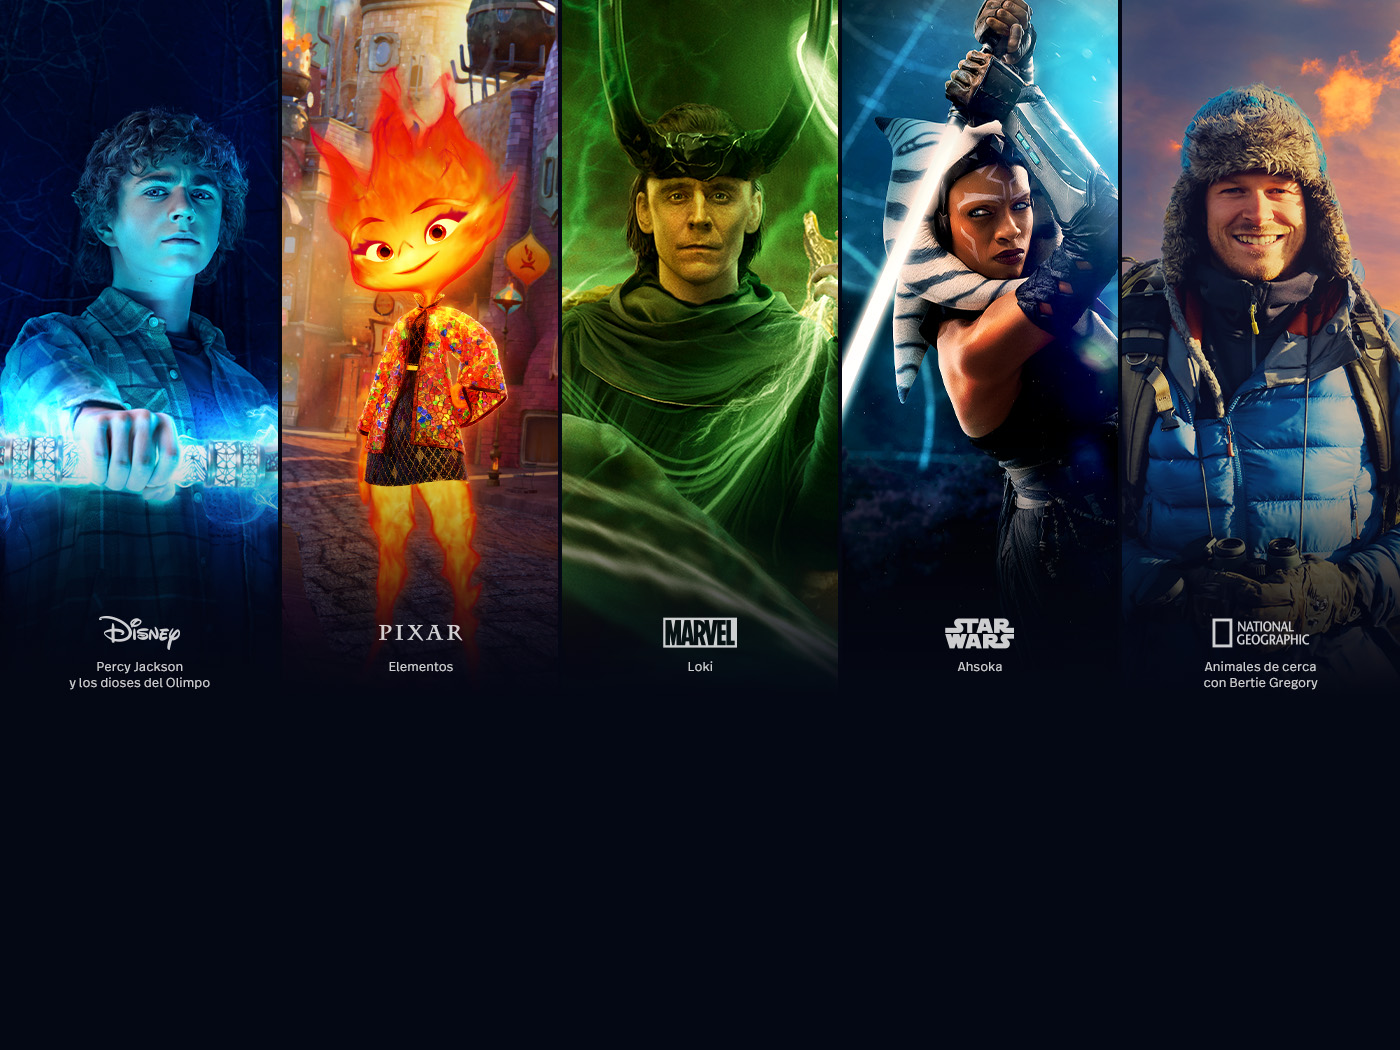 Disney
Percy Jackson
y los dioses del Olimpo
PIXAR
Elementos
MARVEL
Loki
STAR
WARS
Ahsoka
NATIONAL
GEOGRAPHIC
Animales de cerca
con Bertie Gregory